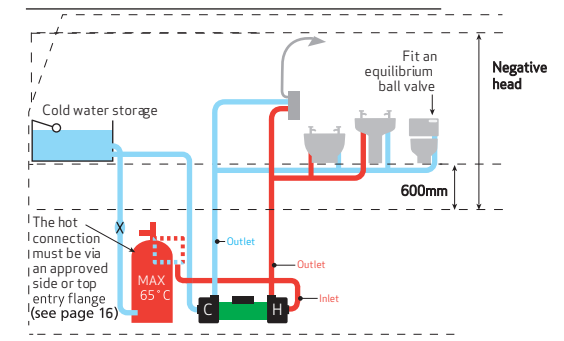 Fit an
equilibrium
ball valve
Negative
head
Cold water storage
600mm
The hot
connection
must be via
an approved
side or top
entry flange
(see page 16)
X
MAX
65°C
Outlet
Outlet
Inlet
C
H